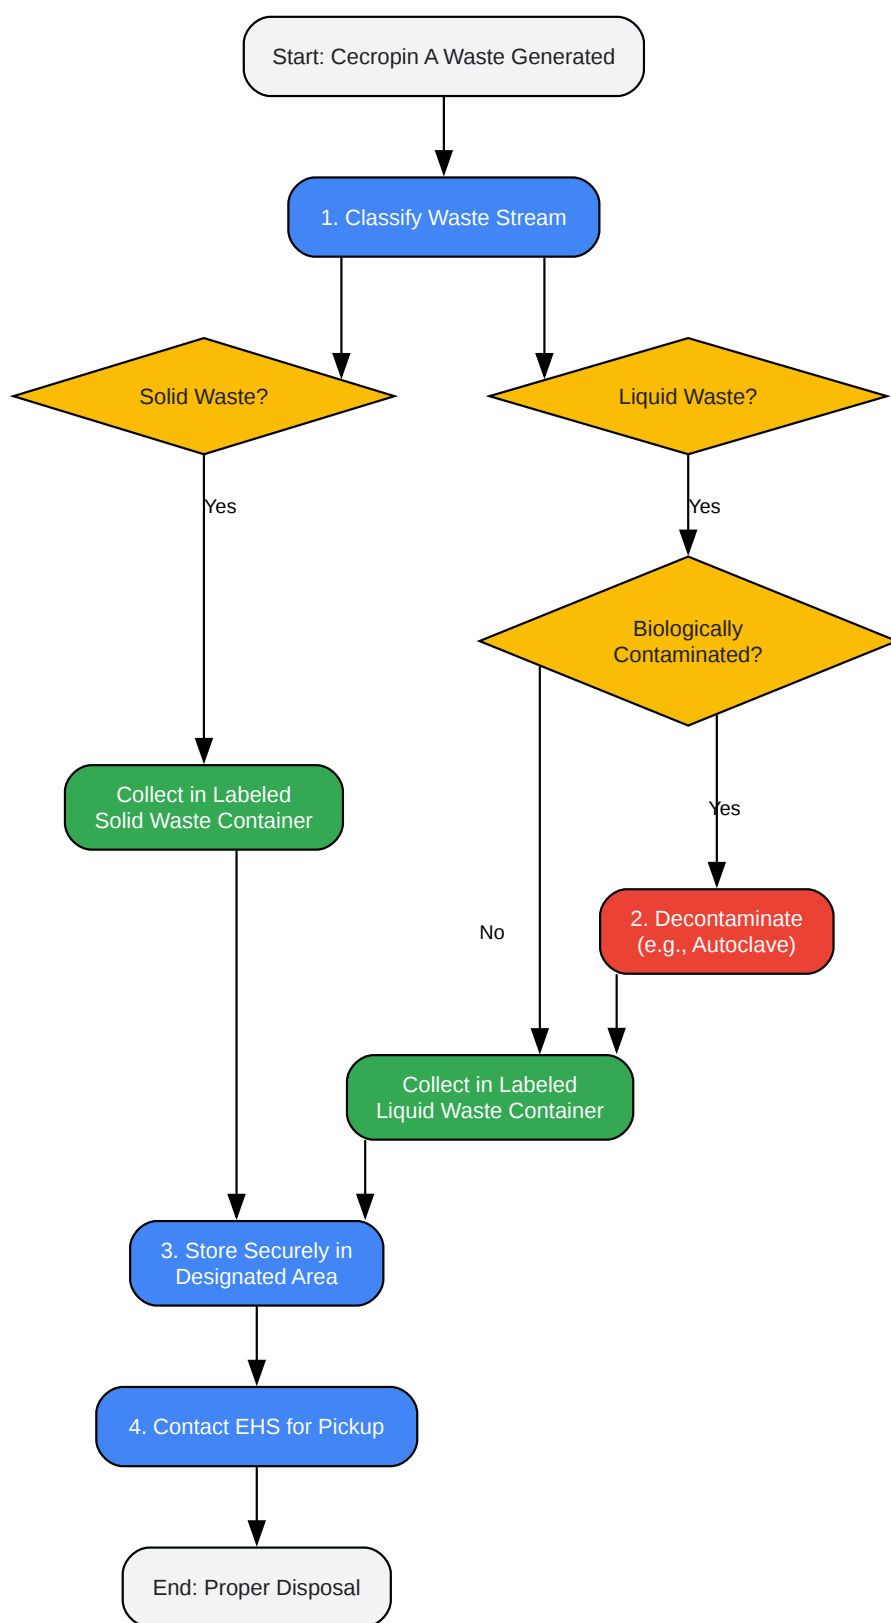 Start: Cecropin A Waste Generated
1. Classify Waste Stream
Solid Waste?
Liquid Waste?
Yes
Yes
Biologically
Contaminated?
Collect in Labeled
Solid Waste Container
Yes
No
2. Decontaminate
(e.g., Autoclave)
Collect in Labeled
Liquid Waste Container
3. Store Securely in
Designated Area
4. Contact EHS for Pickup
End: Proper Disposal